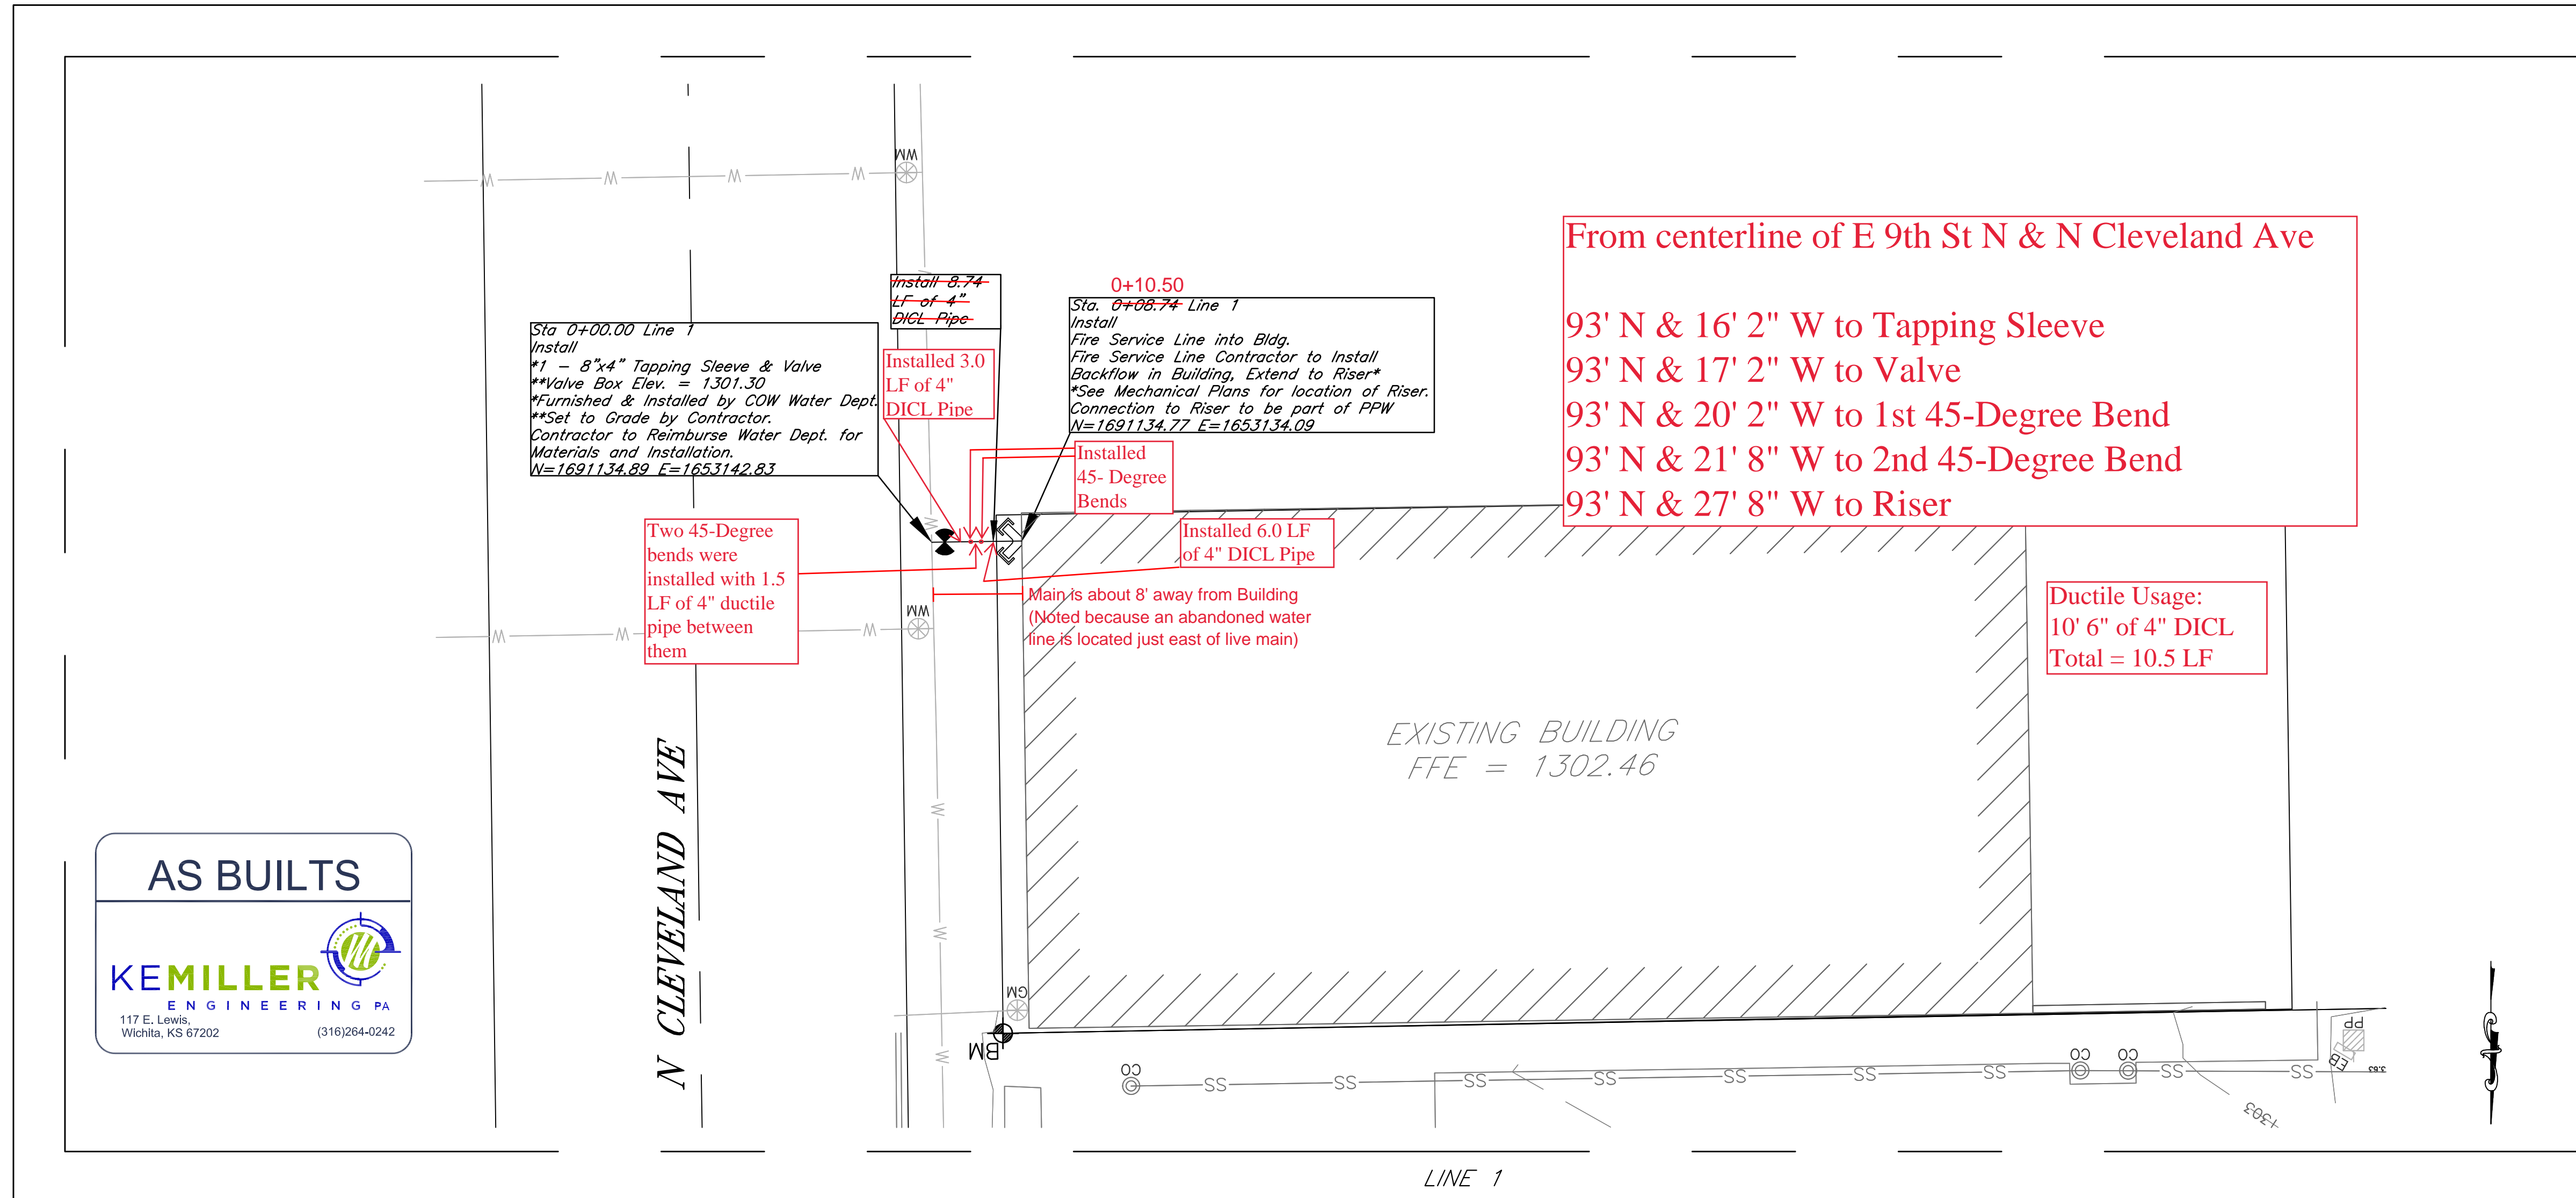 WM
W W W W
From centerline of E 9th St N & N Cleveland Ave
93' N & 16' 2" W to Tapping Sleeve
93' N & 17' 2" W to Valve
93' N & 20' 2" W to 1st 45-Degree Bend
93' N & 21' 8" W to 2nd 45-Degree Bend
93' N & 27' 8" W to Riser
Install 8.74
LF of 4"
DICL Pipe
0+10.50
Sta. 0+08.74 Line 1
Install
Fire Service Line into Bldg.
Fire Service Line Contractor to Install
Backflow in Building, Extend to Riser*
*See Mechanical Plans for location of Riser.
Connection to Riser to be part of PPW
N=1691134.77 E=1653134.09
Sta 0+00.00 Line 1
Install
*1 - 8"x4" Tapping Sleeve & Valve
**Valve Box Elev. = 1301.30
*Furnished & Installed by COW Water Dept.
**Set to Grade by Contractor.
Contractor to Reimburse Water Dept. for
Materials and Installation.
N=1691134.89 E=1653142.83
Installed 3.0
LF of 4"
DICL Pipe
Installed
45- Degree
Bends
Two 45-Degree
bends were
installed with 1.5
LF of 4" ductile
pipe between
them
W
Installed 6.0 LF
of 4" DICL Pipe
Main is about 8' away from Building
(Noted because an abandoned water
line is located just east of live main)
Ductile Usage:
10' 6" of 4" DICL
Total = 10.5 LF
WM
W W W
EXISTING BUILDING
FFE = 1302.46
N CLEVELAND AVE
W
W
W
AS BUILTS
KEMILLER
ENGINEERING PA
117 E. Lewis,
Wichita, KS 67202
(316)264-0242
GM
BM
CO
SS SS SS SS SS SS SS
CO CO
SS SS
PP
EB
3.63
1303
LINE 1